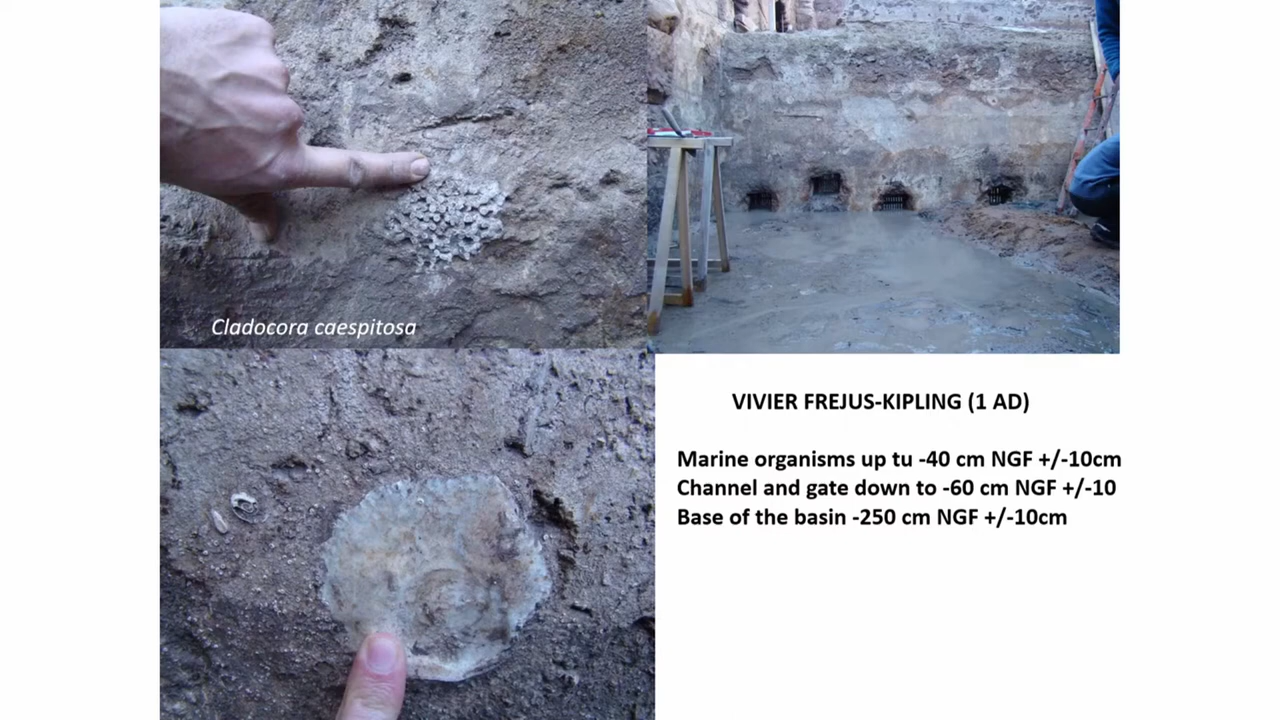 Cladocora caespitosa
VIVIER FREJUS-KIPLING (1 AD)
Marine organisms up tu -40 cm NGF +/-10cm
Channel and gate down to -60 cm NGF +/-10
Base of the basin -250 cm NGF +/-10cm